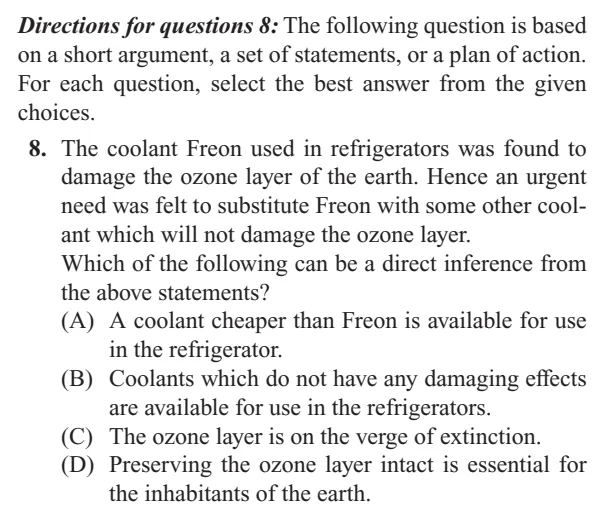 Directions for questions 8: The following question is based
on a short argument, a set of statements, or a plan of action.
For each question, select the best answer from the given
choices.
8. The coolant Freon used in refrigerators was found to
damage the ozone layer of the earth. Hence an urgent
need was felt to substitute Freon with some other cool-
ant which will not damage the ozone layer.
Which of the following can be a direct inference from
the above statements?
(A) A coolant cheaper than Freon is available for use
in the refrigerator.
(B) Coolants which do not have any damaging effects
are available for use in the refrigerators.
(C) The ozone layer is on the verge of extinction.
(D) Preserving the ozone layer intact is essential for
the inhabitants of the earth.